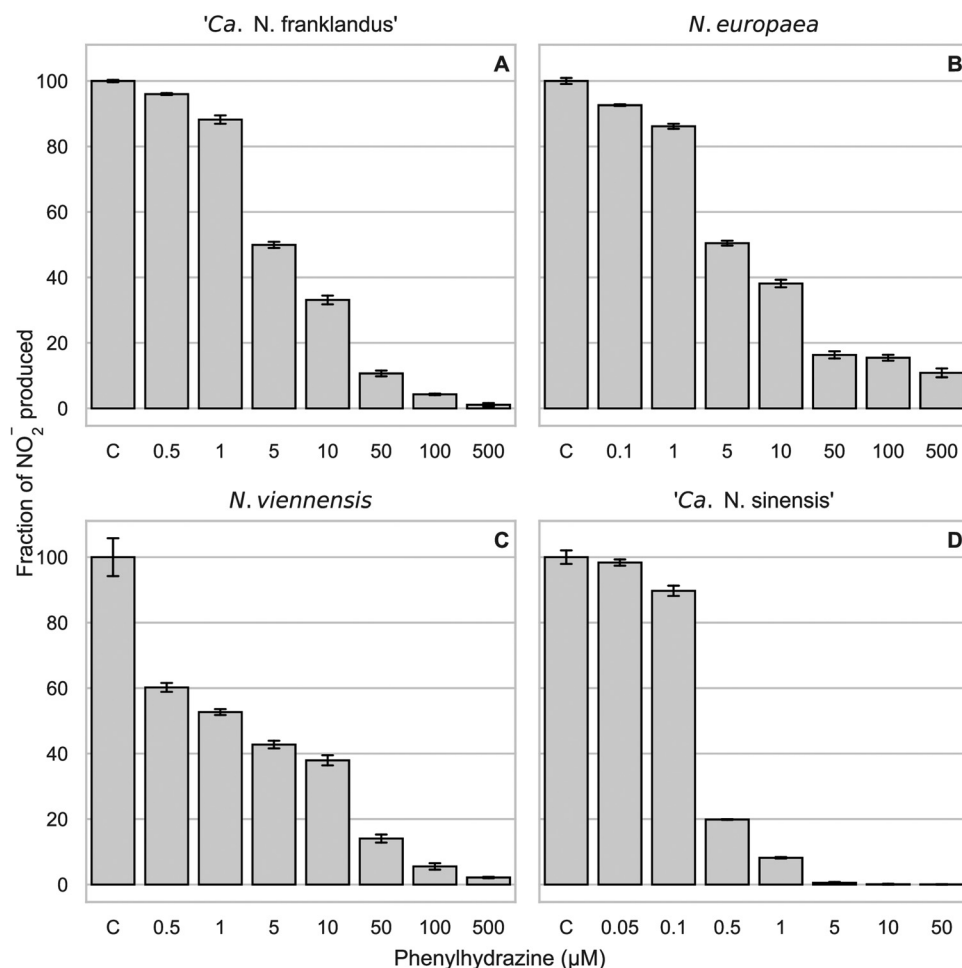 'Ca. N. franklandus'
A
100
80
60
40
20
0
C 0.5 1 5 10 50 100 500
N. europaea
B
C 0.1 1 5 10 50 100 500
Fraction of NO₂⁻ produced
N. viennensis
C
100
80
60
40
20
0
C 0.5 1 5 10 50 100 500
'Ca. N. sinensis'
D
C 0.05 0.1 0.5 1 5 10 50
Phenylhydrazine (µM)